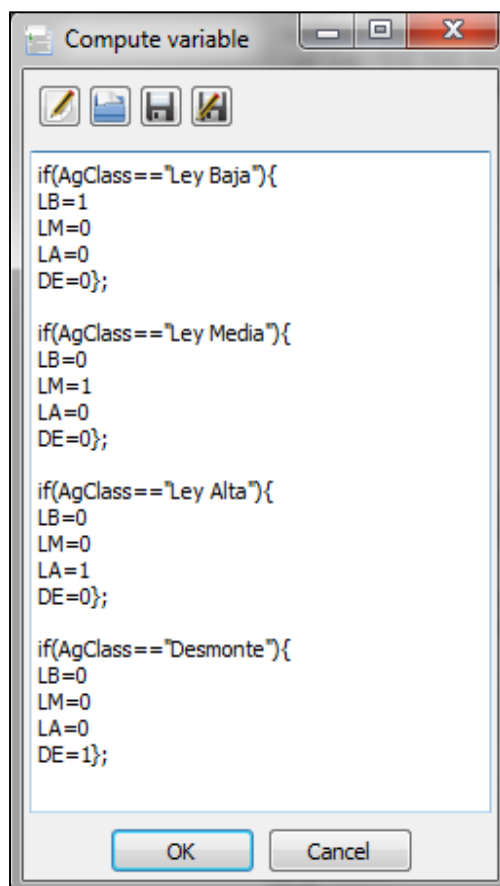 Compute variable
if(AgClass=="Ley Baja"){
LB=1
LM=0
LA=0
DE=0};
if(AgClass=="Ley Media"){
LB=0
LM=1
LA=0
DE=0};
if(AgClass=="Ley Alta"){
LB=0
LM=0
LA=1
DE=0};
if(AgClass=="Desmonte"){
LB=0
LM=0
LA=0
DE=1};
OK Cancel